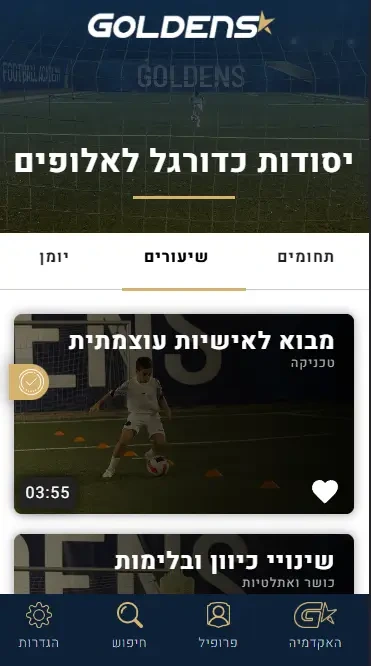 GOLDENS
FOOTBALL ACADEMY
GOLDENS
יסודות כדורגל לאלופים
תחומים
שיעורים
יומן
ENS
מבוא לאישיות עוצמתית
טכניקה
03:55
שינויי כיוון ובלימות
כושר ואתלטיות
האקדמיה
פרופיל
חיפוש
הגדרות